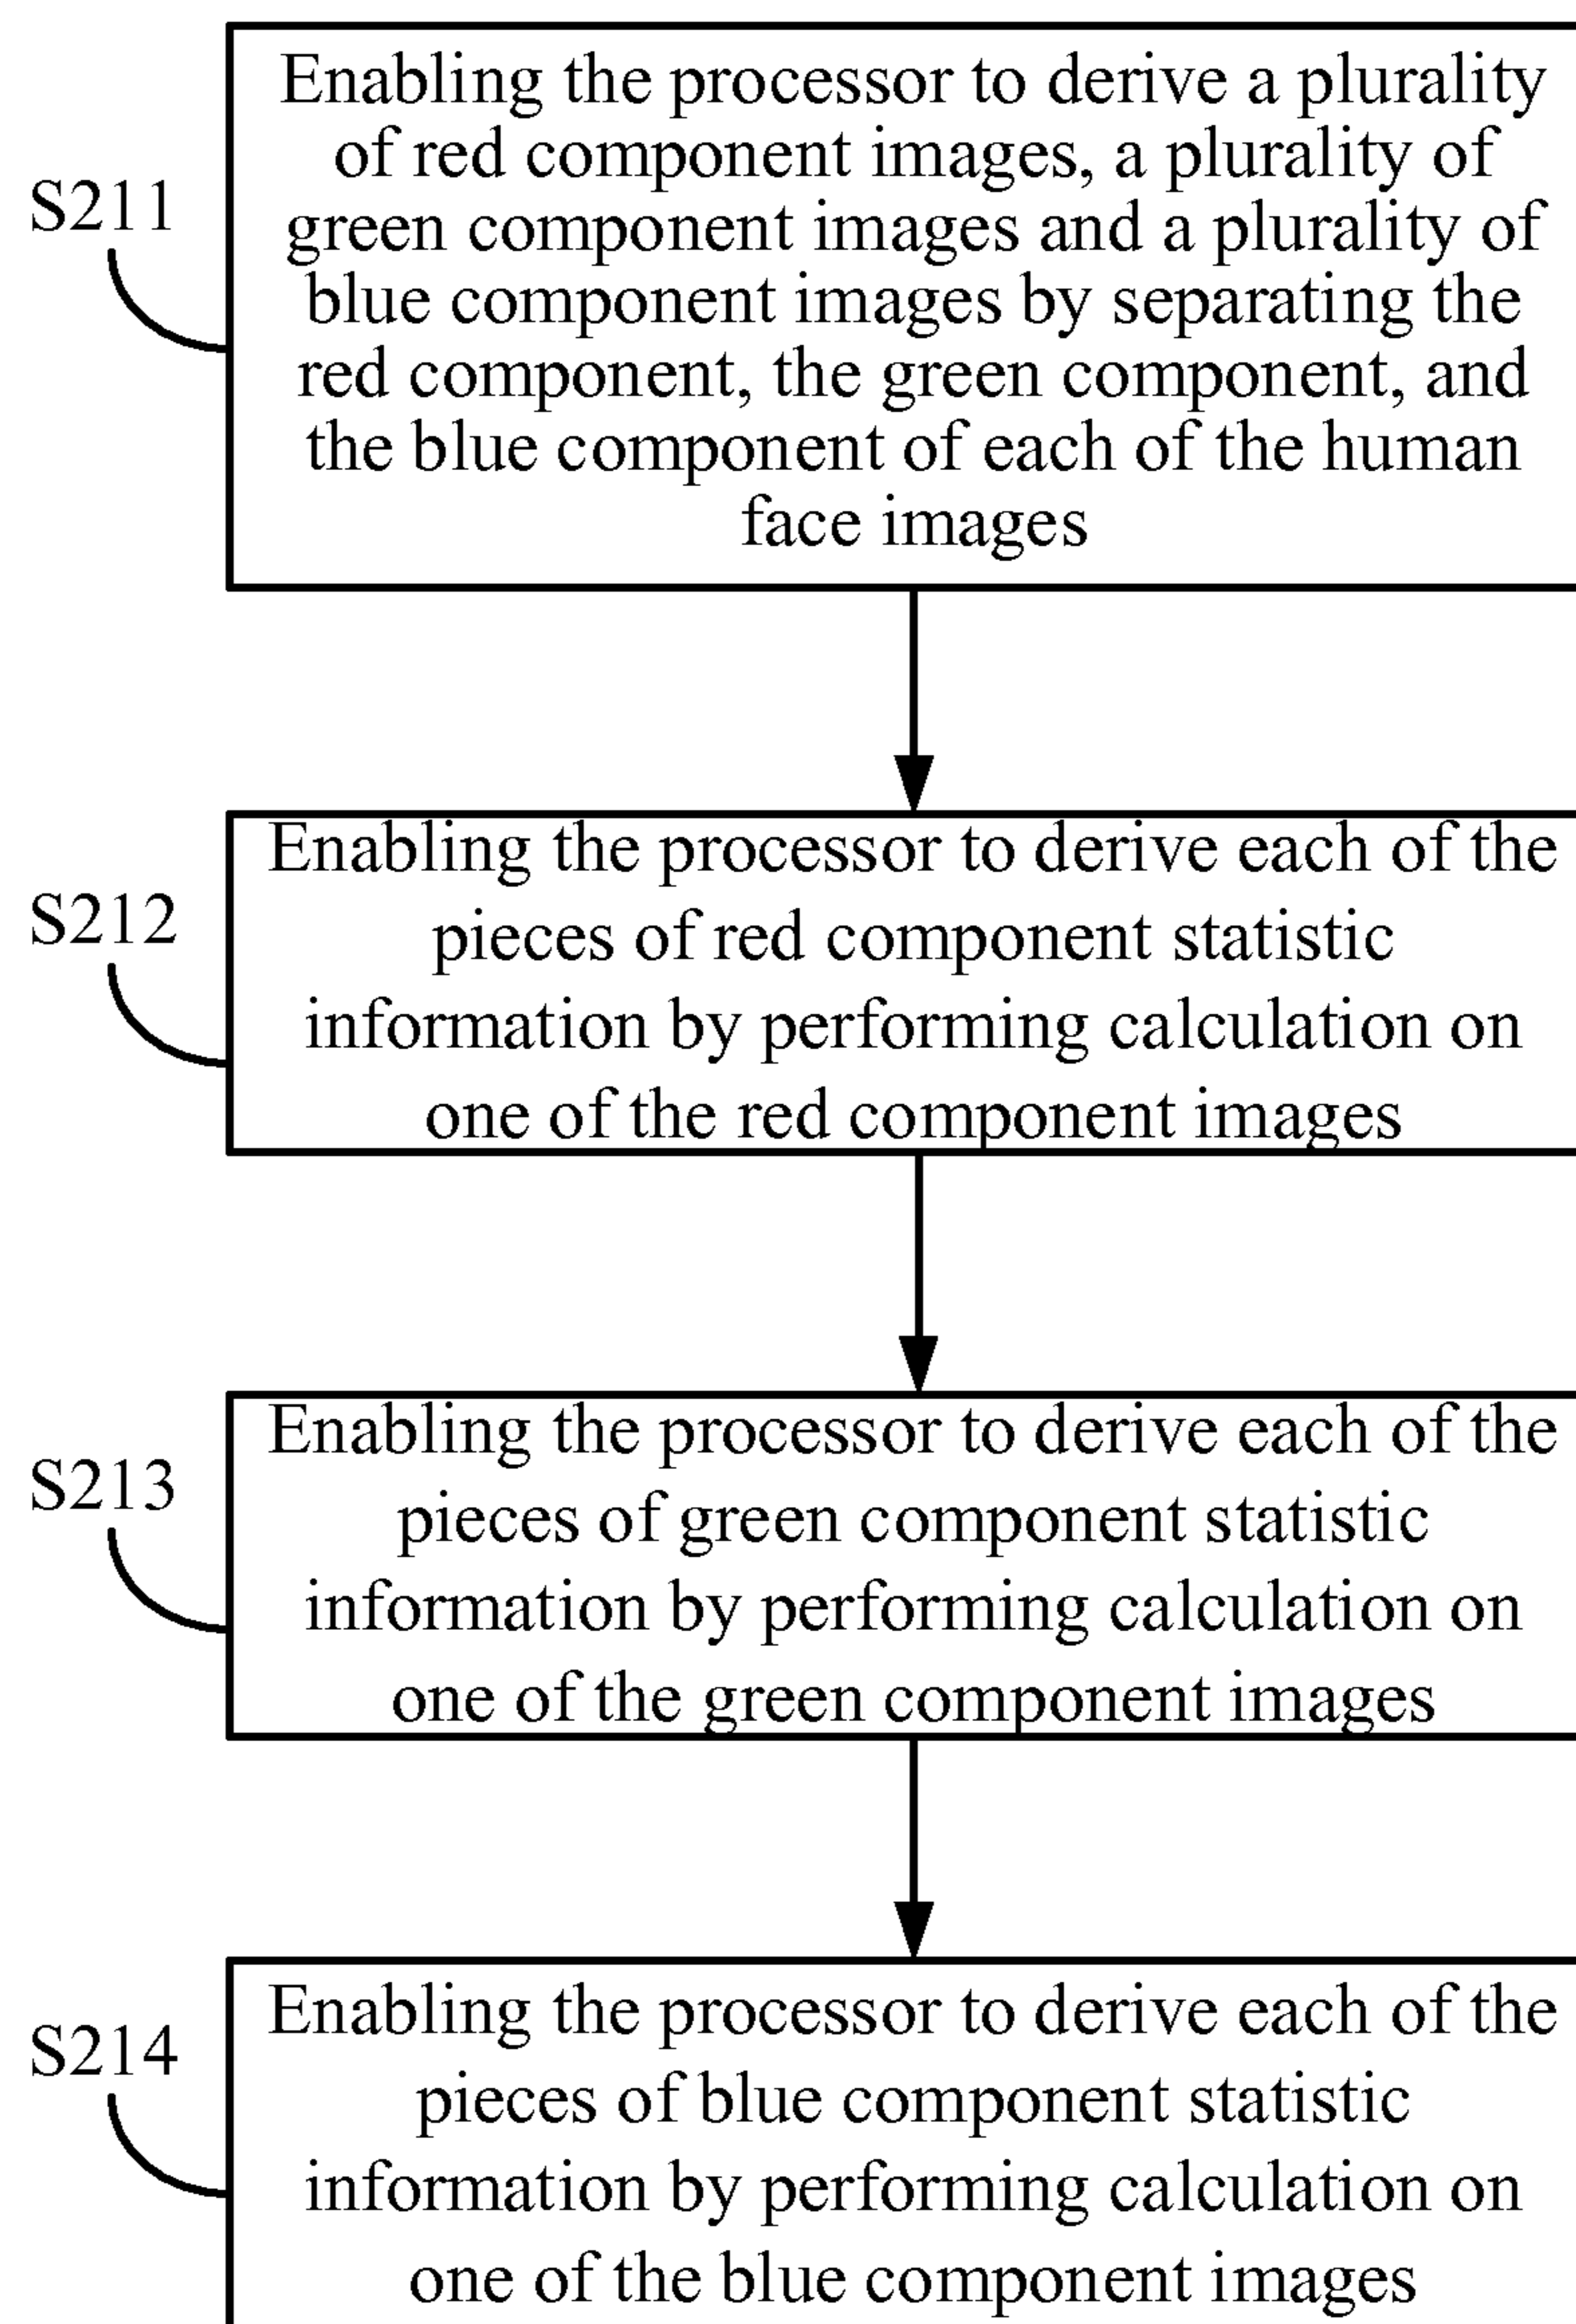 Enabling the processor to derive a plurality
of red component images, a plurality of
green component images and a plurality of
blue component images by separating the
red component, the green component, and
the blue component of each of the human
face images
S211
Enabling the processor to derive each of the
pieces of red component statistic
information by performing calculation on
one of the red component images
S212
Enabling the processor to derive each of the
pieces of green component statistic
information by performing calculation on
one of the green component images
S213
Enabling the processor to derive each of the
pieces of blue component statistic
information by performing calculation on
one of the blue component images
S214